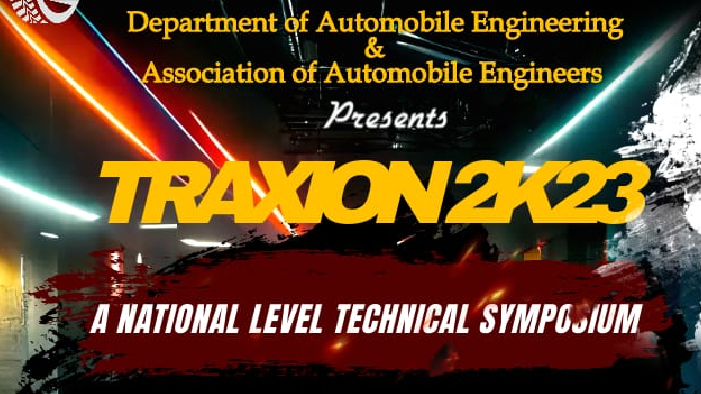 Department of Automobile Engineering
&
Association of Automobile Engineers
Presents
TRAXION 2K23
A NATIONAL LEVEL TECHNICAL SYMPOSIUM